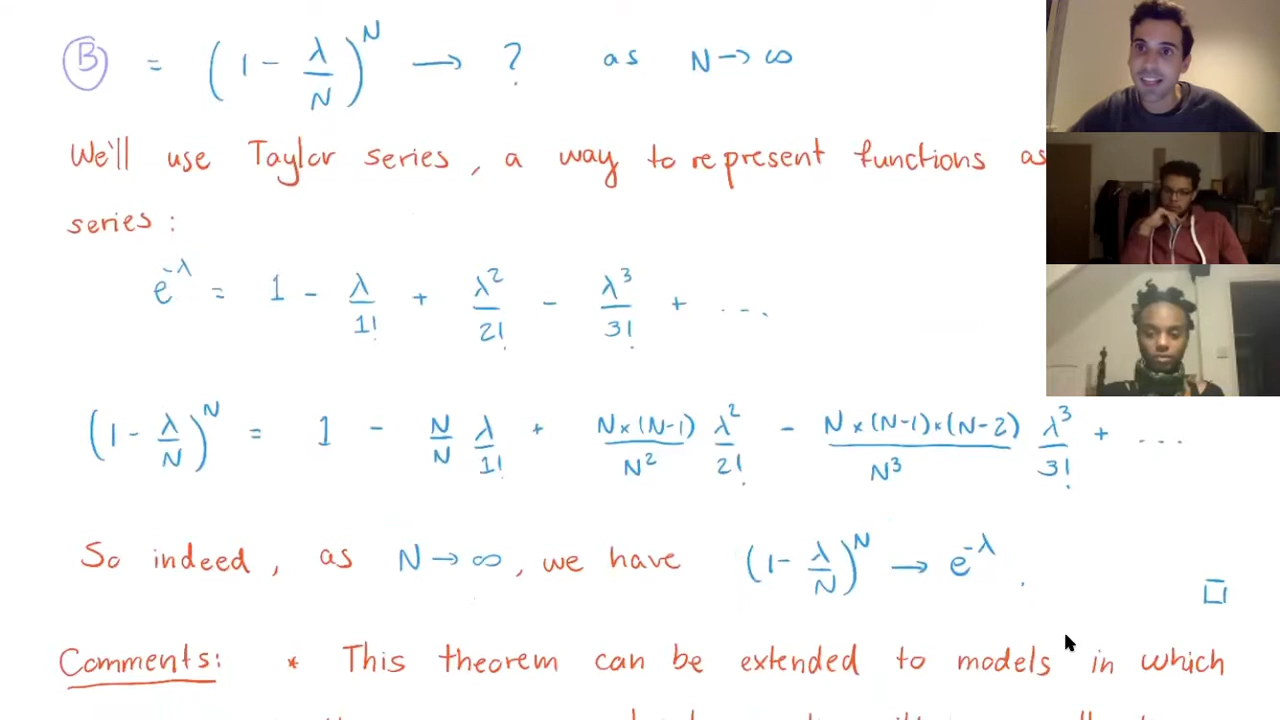 B = (1 - λ/N)^N → ? as N → ∞
We'll use Taylor series, a way to represent functions as
series:
e^-λ = 1 - λ/1! + λ²/2! - λ³/3! + ...
(1 - λ/N)^N = 1 - N/N λ/1! + N×(N-1)/N² λ²/2! - N×(N-1)×(N-2)/N³ λ³/3! + ...
So indeed, as N → ∞, we have (1 - λ/N)^N → e^-λ. □
Comments: * This theorem can be extended to models in which